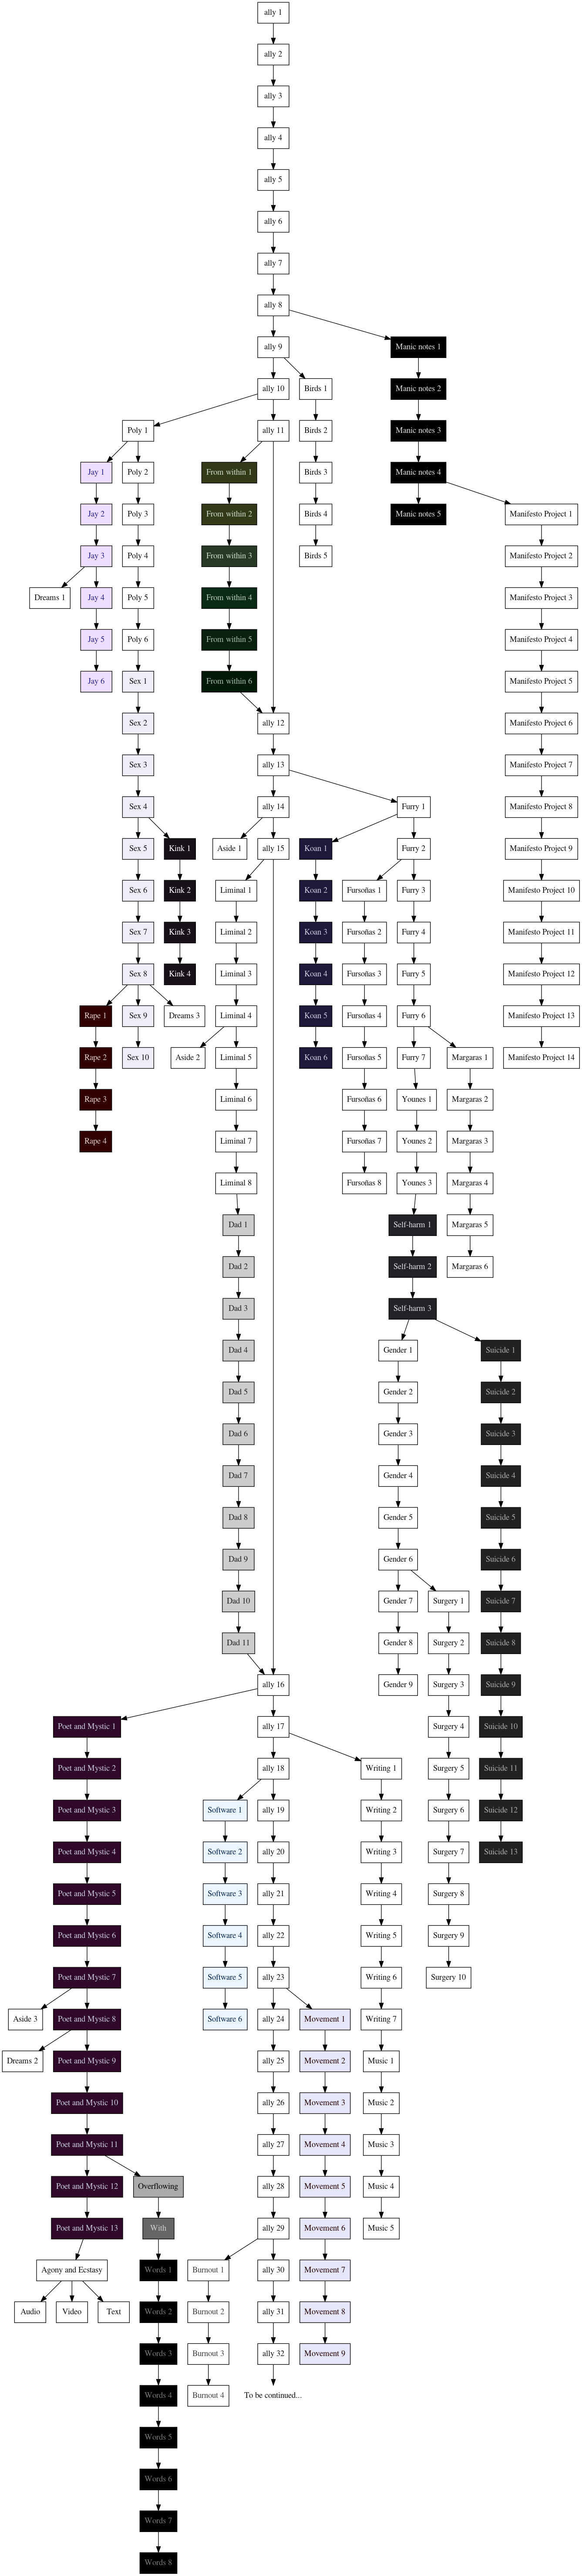 ally 1
ally 2
ally 3
ally 4
ally 5
ally 6
ally 7
ally 8
ally 9
Manic notes 1
ally 10
Birds 1
Manic notes 2
Poly 1
ally 11
Birds 2
Manic notes 3
Jay 1
Poly 2
From within 1
Birds 3
Manic notes 4
Jay 2
Poly 3
From within 2
Birds 4
Manic notes 5
Manifesto Project 1
Jay 3
Poly 4
From within 3
Birds 5
Manifesto Project 2
Dreams 1
Jay 4
Poly 5
From within 4
Manifesto Project 3
Jay 5
Poly 6
From within 5
Manifesto Project 4
Jay 6
Sex 1
From within 6
Manifesto Project 5
Sex 2
ally 12
Manifesto Project 6
Sex 3
ally 13
Manifesto Project 7
Sex 4
ally 14
Furry 1
Manifesto Project 8
Sex 5
Kink 1
Aside 1
ally 15
Koan 1
Furry 2
Manifesto Project 9
Sex 6
Kink 2
Liminal 1
Koan 2
Fursoñas 1
Furry 3
Manifesto Project 10
Sex 7
Kink 3
Liminal 2
Koan 3
Fursoñas 2
Furry 4
Manifesto Project 11
Sex 8
Kink 4
Liminal 3
Koan 4
Fursoñas 3
Furry 5
Manifesto Project 12
Rape 1
Sex 9
Dreams 3
Liminal 4
Koan 5
Fursoñas 4
Furry 6
Manifesto Project 13
Rape 2
Sex 10
Aside 2
Liminal 5
Koan 6
Fursoñas 5
Furry 7
Margaras 1
Manifesto Project 14
Rape 3
Liminal 6
Fursoñas 6
Younes 1
Margaras 2
Rape 4
Liminal 7
Fursoñas 7
Younes 2
Margaras 3
Liminal 8
Fursoñas 8
Younes 3
Margaras 4
Dad 1
Self-harm 1
Margaras 5
Dad 2
Self-harm 2
Margaras 6
Dad 3
Self-harm 3
Dad 4
Gender 1
Suicide 1
Dad 5
Gender 2
Suicide 2
Dad 6
Gender 3
Suicide 3
Dad 7
Gender 4
Suicide 4
Dad 8
Gender 5
Suicide 5
Dad 9
Gender 6
Suicide 6
Dad 10
Gender 7
Surgery 1
Suicide 7
Dad 11
Gender 8
Surgery 2
Suicide 8
ally 16
Gender 9
Surgery 3
Suicide 9
Poet and Mystic 1
ally 17
Surgery 4
Suicide 10
Poet and Mystic 2
ally 18
Writing 1
Surgery 5
Suicide 11
Poet and Mystic 3
Software 1
ally 19
Writing 2
Surgery 6
Suicide 12
Poet and Mystic 4
Software 2
ally 20
Writing 3
Surgery 7
Suicide 13
Poet and Mystic 5
Software 3
ally 21
Writing 4
Surgery 8
Poet and Mystic 6
Software 4
ally 22
Writing 5
Surgery 9
Poet and Mystic 7
Software 5
ally 23
Writing 6
Surgery 10
Aside 3
Poet and Mystic 8
Software 6
ally 24
Movement 1
Writing 7
Dreams 2
Poet and Mystic 9
ally 25
Movement 2
Music 1
Poet and Mystic 10
ally 26
Movement 3
Music 2
Poet and Mystic 11
ally 27
Movement 4
Music 3
Poet and Mystic 12
Overflowing
ally 28
Movement 5
Music 4
Poet and Mystic 13
With
ally 29
Movement 6
Music 5
Agony and Ecstasy
Words 1
Burnout 1
ally 30
Movement 7
Audio
Video
Text
Words 2
Burnout 2
ally 31
Movement 8
Words 3
Burnout 3
ally 32
Movement 9
Words 4
Burnout 4
To be continued...
Words 5
Words 6
Words 7
Words 8